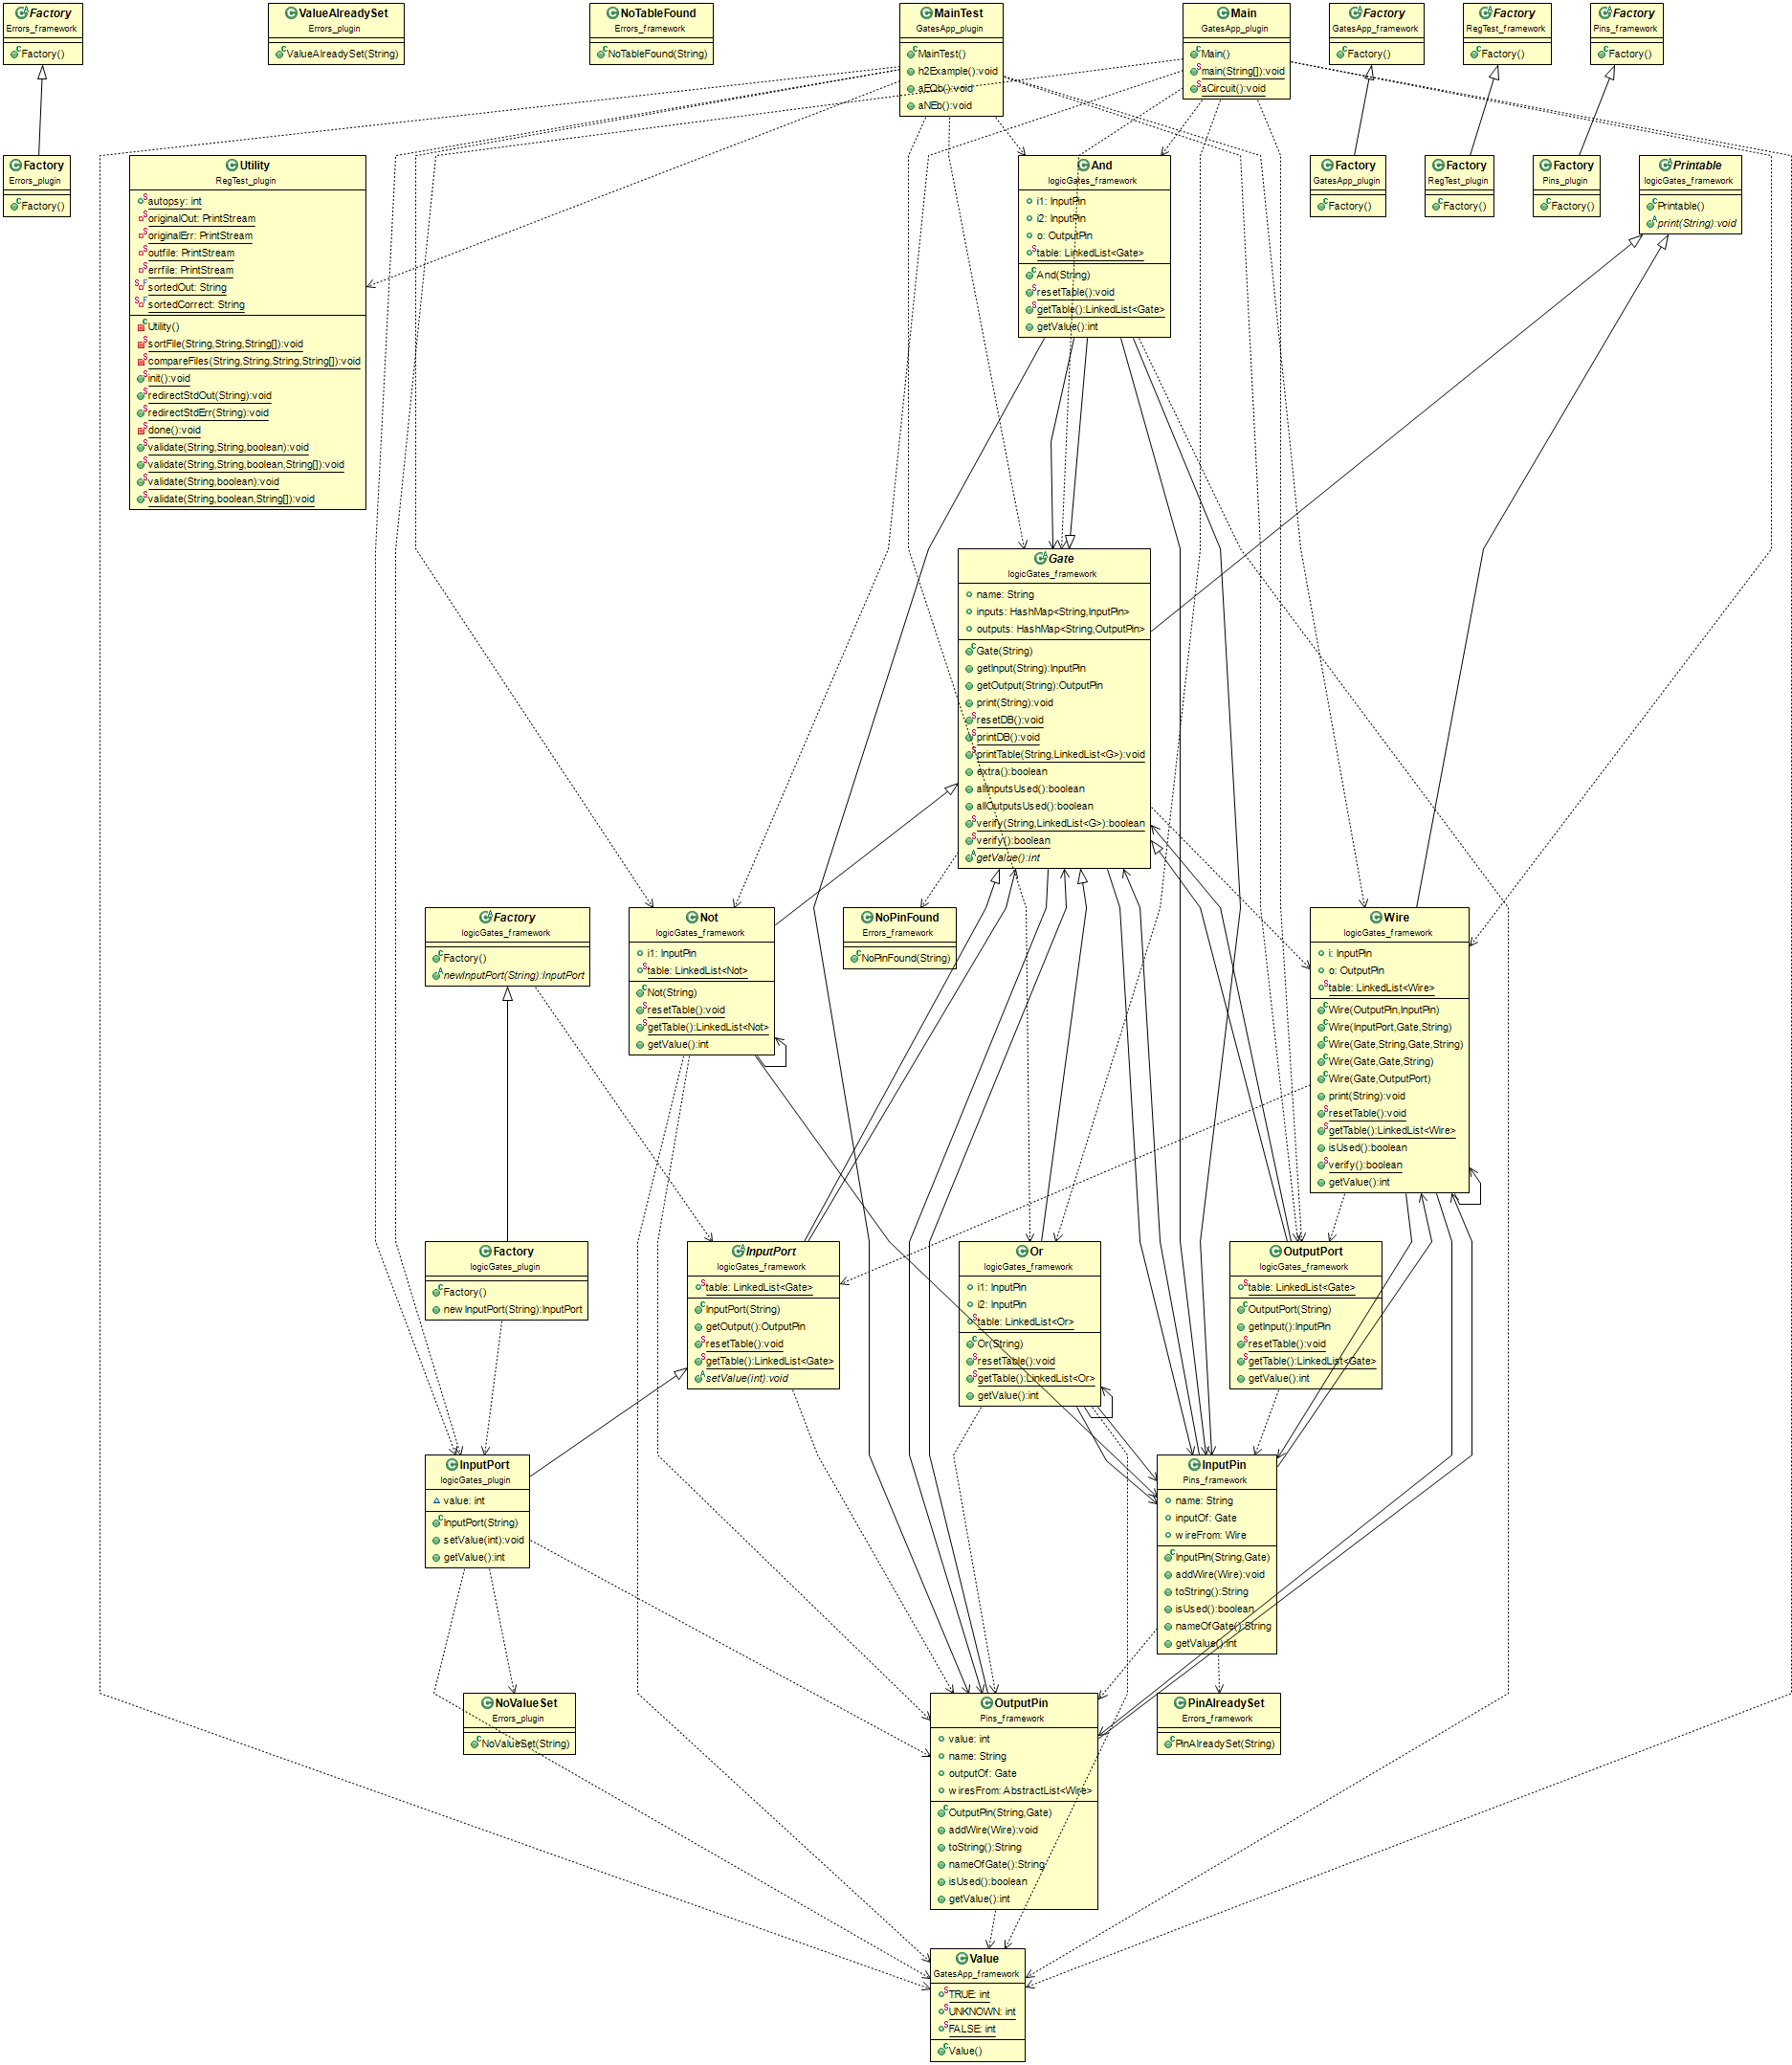 Factory
Errors_framework
Factory()
ValueAlreadySet
Errors_plugin
ValueAlreadySet(String)
NoTableFound
Errors_framework
NoTableFound(String)
MainTest
GatesApp_plugin
MainTest()
h2Example():void
aEQb():void
aNEb():void
Main
GatesApp_plugin
Main()
main(String[]):void
aCircuit():void
Factory
GatesApp_framework
Factory()
Factory
RegTest_framework
Factory()
Factory
Pins_framework
Factory()
Factory
Errors_plugin
Factory()
Utility
RegTest_plugin
autopsy: int
originalOut: PrintStream
originalErr: PrintStream
outfile: PrintStream
errfile: PrintStream
sortedOut: String
sortedCorrect: String
Utility()
sortFile(String,String,String[]):void
compareFiles(String,String,String,String[]):void
init():void
redirectStdOut(String):void
redirectStdErr(String):void
done():void
validate(String,String,boolean):void
validate(String,String,boolean,String[]):void
validate(String,boolean):void
validate(String,boolean,String[]):void
And
logicGates_framework
i1: InputPin
i2: InputPin
o: OutputPin
table: LinkedList<Gate>
And(String)
resetTable():void
getTable():LinkedList<Gate>
getValue():int
Factory
GatesApp_plugin
Factory()
Factory
RegTest_plugin
Factory()
Factory
Pins_plugin
Factory()
Printable
logicGates_framework
Printable()
print(String):void
Gate
logicGates_framework
name: String
inputs: HashMap<String,InputPin>
outputs: HashMap<String,OutputPin>
Gate(String)
getInput(String):InputPin
getOutput(String):OutputPin
print(String):void
resetDB():void
printDB():void
printTable(String,LinkedList<G>):void
extra():boolean
allInputsUsed():boolean
allOutputsUsed():boolean
verify(String,LinkedList<G>):boolean
verify():boolean
getValue():int
Factory
logicGates_framework
Factory()
newInputPort(String):InputPort
Not
logicGates_framework
i1: InputPin
table: LinkedList<Not>
Not(String)
resetTable():void
getTable():LinkedList<Not>
getValue():int
NoPinFound
Errors_framework
NoPinFound(String)
Wire
logicGates_framework
i: InputPin
o: OutputPin
table: LinkedList<Wire>
Wire(OutputPin,InputPin)
Wire(InputPort,Gate,String)
Wire(Gate,String,Gate,String)
Wire(Gate,Gate,String)
Wire(Gate,OutputPort)
print(String):void
resetTable():void
getTable():LinkedList<Wire>
isUsed():boolean
verify():boolean
getValue():int
Factory
logicGates_plugin
Factory()
newInputPort(String):InputPort
InputPort
logicGates_framework
table: LinkedList<Gate>
InputPort(String)
getOutput():OutputPin
resetTable():void
getTable():LinkedList<Gate>
setValue(int):void
Or
logicGates_framework
i1: InputPin
i2: InputPin
table: LinkedList<Or>
Or(String)
resetTable():void
getTable():LinkedList<Or>
getValue():int
OutputPort
logicGates_framework
table: LinkedList<Gate>
OutputPort(String)
getInput():InputPin
resetTable():void
getTable():LinkedList<Gate>
getValue():int
InputPort
logicGates_plugin
value: int
InputPort(String)
setValue(int):void
getValue():int
InputPin
Pins_framework
name: String
inputOf: Gate
wireFrom: Wire
InputPin(String,Gate)
addWire(Wire):void
toString():String
isUsed():boolean
nameOfGate():String
getValue():int
NoValueSet
Errors_plugin
NoValueSet(String)
OutputPin
Pins_framework
value: int
name: String
outputOf: Gate
wiresFrom: AbstractList<Wire>
OutputPin(String,Gate)
addWire(Wire):void
toString():String
nameOfGate():String
isUsed():boolean
getValue():int
PinAlreadySet
Errors_framework
PinAlreadySet(String)
Value
GatesApp_framework
TRUE: int
UNKNOWN: int
FALSE: int
Value()